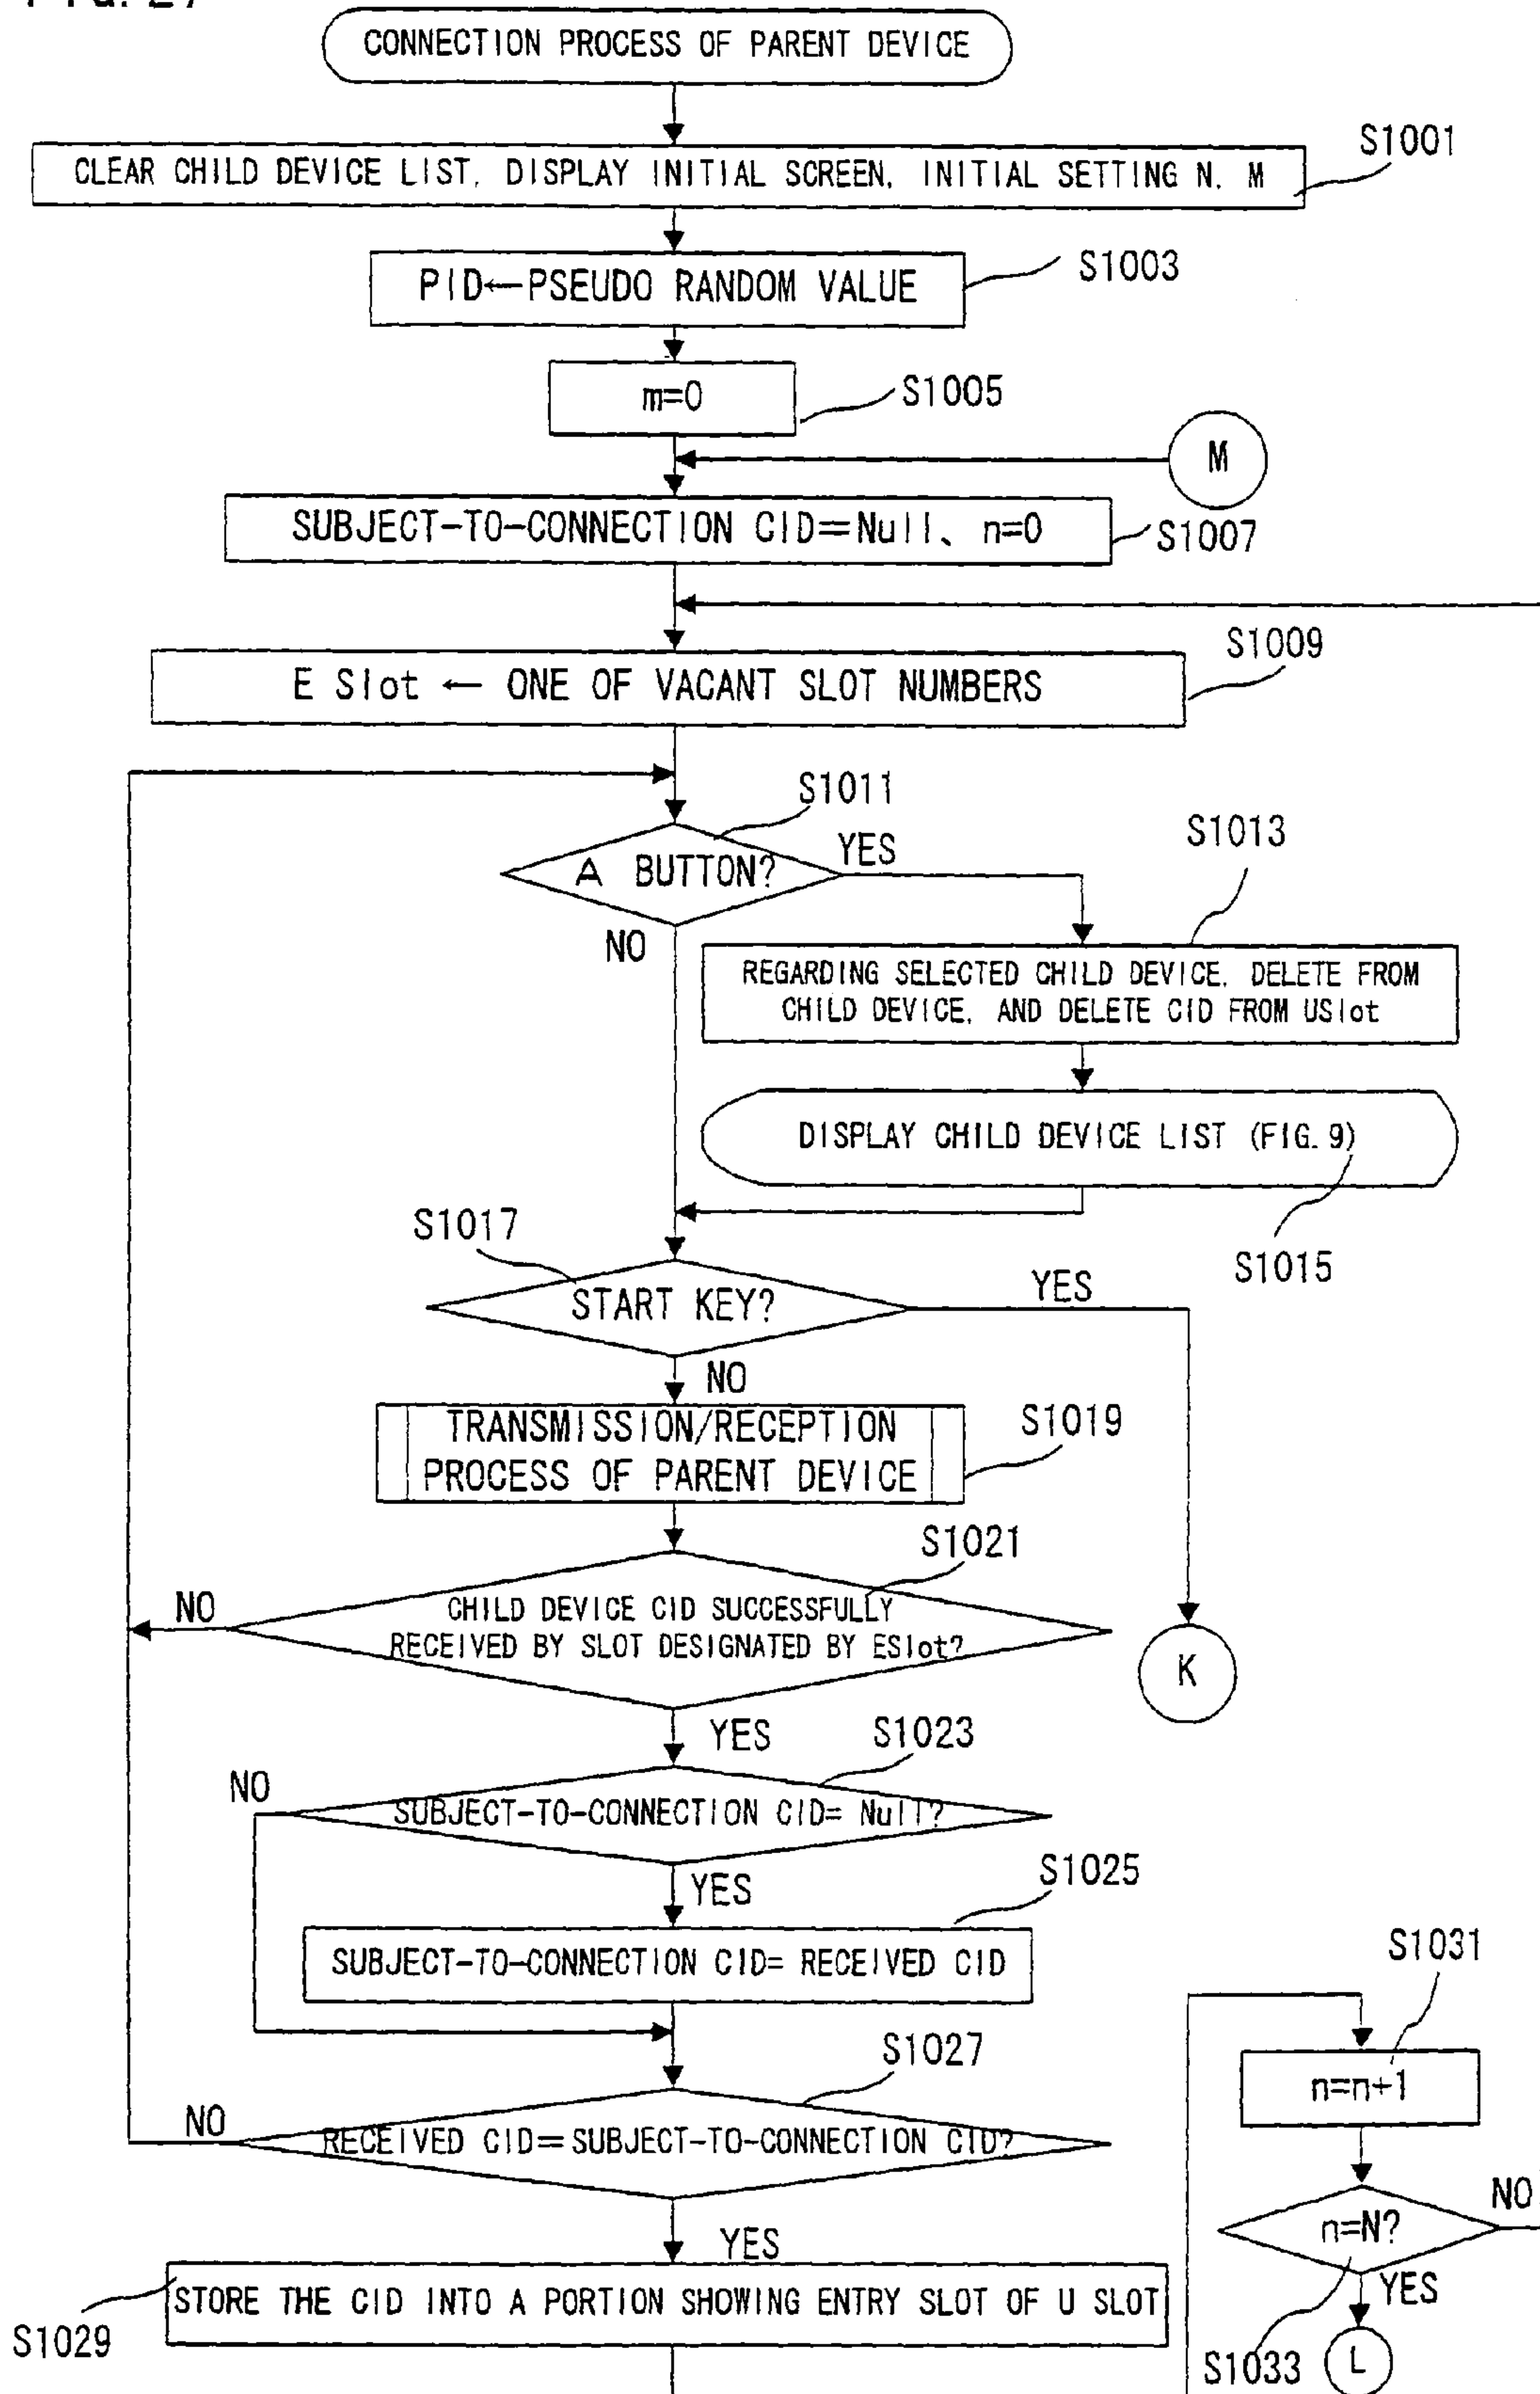 CONNECTION PROCESS OF PARENT DEVICE
S1001
CLEAR CHILD DEVICE LIST, DISPLAY INITIAL SCREEN, INITIAL SETTING N, M
PID←PSEUDO RANDOM VALUE
S1003
m=0
S1005
M
SUBJECT-TO-CONNECTION CID=Null、n=0
S1007
S1009
E Slot ← ONE OF VACANT SLOT NUMBERS
S1011
A BUTTON?
YES
S1013
NO
REGARDING SELECTED CHILD DEVICE, DELETE FROM
CHILD DEVICE, AND DELETE CID FROM USlot
DISPLAY CHILD DEVICE LIST (FIG. 9)
S1015
S1017
START KEY?
YES
NO
TRANSMISSION/RECEPTION
PROCESS OF PARENT DEVICE
S1019
S1021
CHILD DEVICE CID SUCCESSFULLY
RECEIVED BY SLOT DESIGNATED BY ESlot?
NO
K
YES
S1023
NO
SUBJECT-TO-CONNECTION CID= Null?
YES
S1025
SUBJECT-TO-CONNECTION CID= RECEIVED CID
S1027
NO
RECEIVED CID=SUBJECT-TO-CONNECTION CID?
YES
STORE THE CID INTO A PORTION SHOWING ENTRY SLOT OF U SLOT
S1029
S1031
n=n+1
n=N?
NO
YES
S1033
L